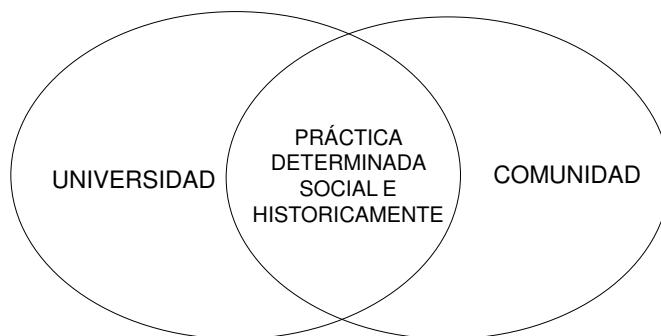 UNIVERSIDAD
PRÁCTICA
DETERMINADA
SOCIAL E
HISTORICAMENTE
COMUNIDAD